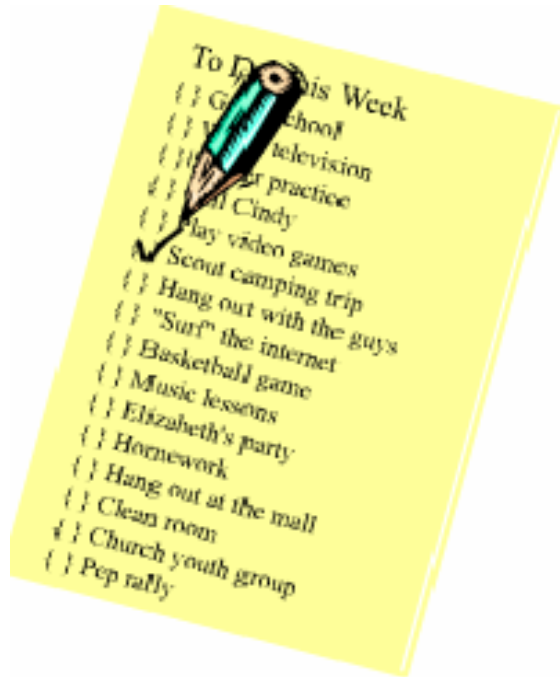 To This Week
{ } G chool
{ } television
{ } practice
{ } Cindy
{ } Play video games
Scout camping trip
{ } Hang out with the guys
{ } "Surf" the internet
{ } Basketball game
{ } Music lessons
{ } Elizabeth's party
{ } Homework
{ } Hang out at the mall
{ } Clean room
{ } Church youth group
{ } Pep rally